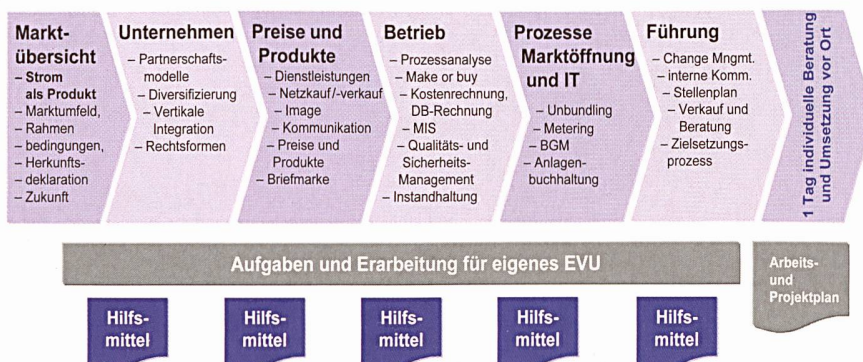 Markt-
übersicht
– Strom
als Produkt
– Marktumfeld,
– Rahmen
bedingungen,
– Herkunfts-
deklaration
– Zukunft
Unternehmen
– Partnerschafts-
modelle
– Diversifizierung
– Vertikale
Integration
– Rechtsformen
Preise und
Produkte
– Dienstleistungen
– Netzkauf/-verkauf
– Image
– Kommunikation
– Preise und
Produkte
– Briefmarke
Betrieb
– Prozessanalyse
– Make or buy
– Kostenrechnung,
DB-Rechnung
– MIS
– Qualitäts- und
Sicherheits-
Management
– Instandhaltung
Prozesse
Marktöffnung
und IT
– Unbundling
– Metering
– BGM
– Anlagen-
buchhaltung
Führung
– Change Mngmt.
– interne Komm.
– Stellenplan
– Verkauf und
Beratung
– Zielsetzungs-
prozess
1 Tag individuelle Beratung
und Umsetzung vor Ort
Aufgaben und Erarbeitung für eigenes EVU
Arbeits-
und
Projektplan
Hilfs-
mittel
Hilfs-
mittel
Hilfs-
mittel
Hilfs-
mittel
Hilfs-
mittel